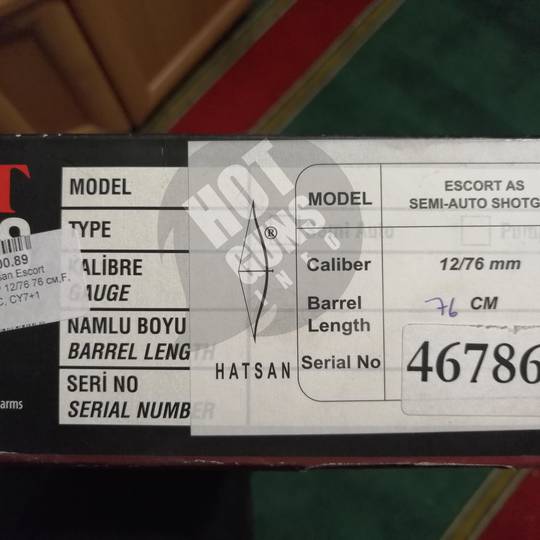 T
00.89
san Escort
12/76 76 см, F,
C, CY7+1
arms
MODEL
TYPE
KALİBRE
GAUGE
NAMLU BOYU
BARREL LENGTH
SERİ NO
SERIAL NUMBER
HOT
GUNS
INFO
®
HATSAN
MODEL
ESCORT AS
SEMI-AUTO SHOTG
Semi Auto
Caliber
12/76 mm
Barrel
Length
76 CM
Serial No
46786